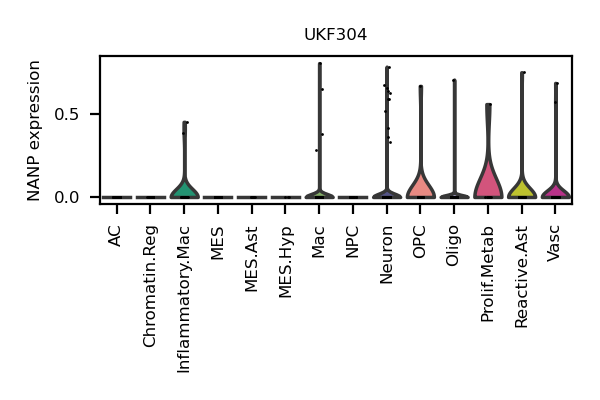 UKF304
NANP expression
0.5
0.0
AC
Chromatin.Reg
Inflammatory.Mac
MES
MES.Ast
MES.Hyp
Mac
NPC
Neuron
OPC
Oligo
Prolif.Metab
Reactive.Ast
Vasc